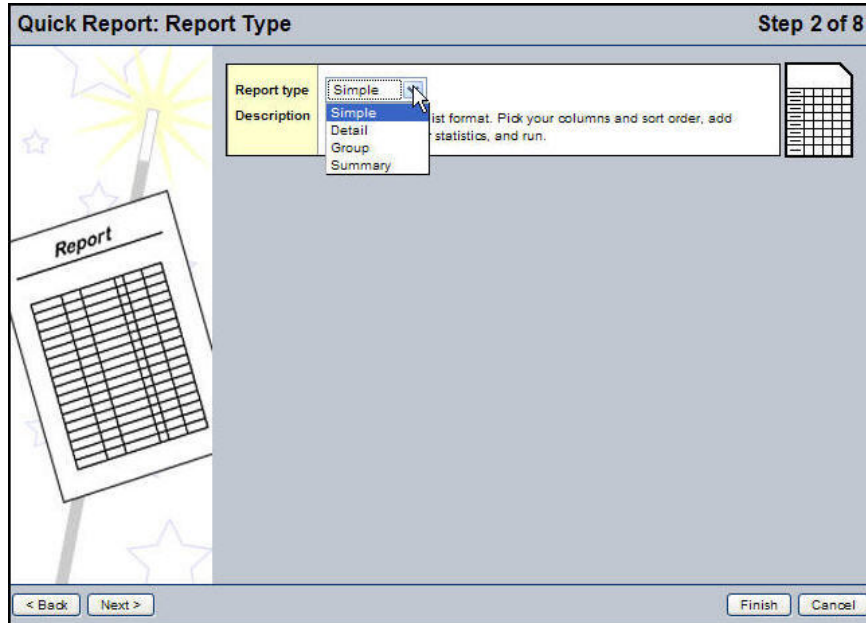 Quick Report: Report Type
Step 2 of 8
Report type
Simple
Description
Simple
Detail
Group
Summary
ist format. Pick your columns and sort order, add
statistics, and run.
Report
< Back
Next >
Finish
Cancel